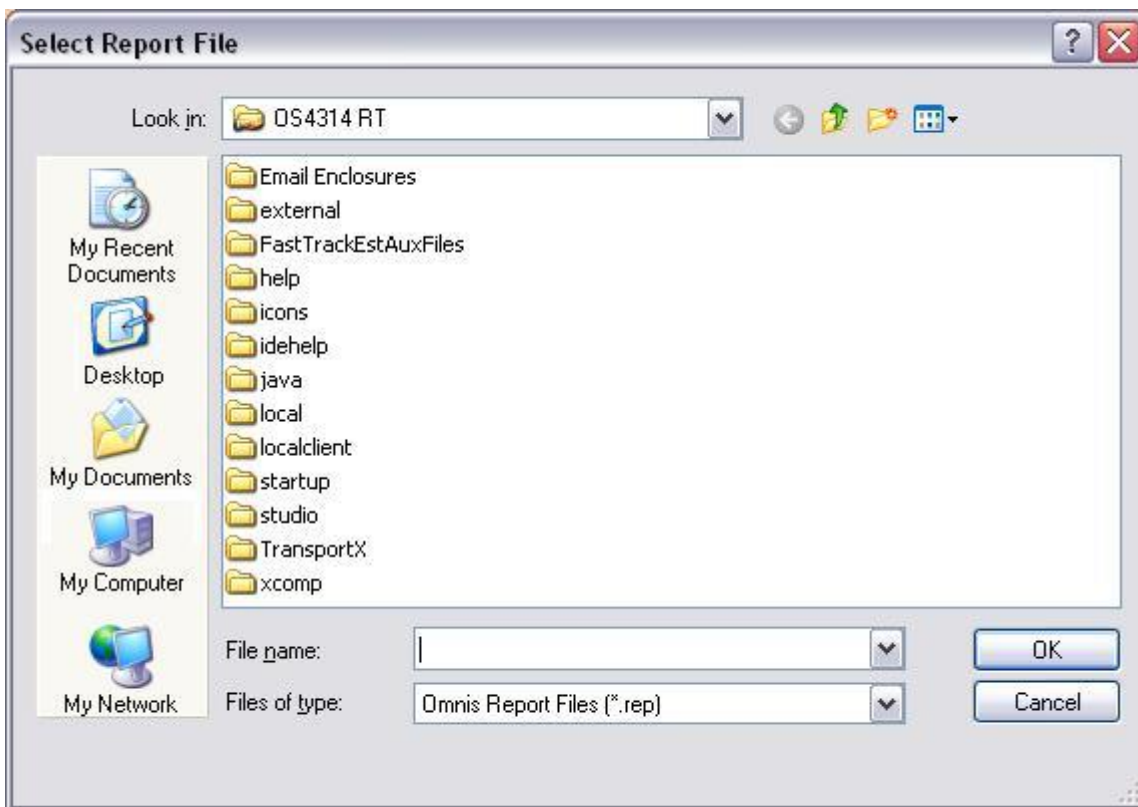 Select Report File
?
Look in:
OS4314 RT
My Recent
Documents
Desktop
My Documents
My Computer
My Network
Email Enclosures
external
FastTrackEstAuxFiles
help
icons
idehelp
java
local
localclient
startup
studio
TransportX
xcomp
File name:
OK
Files of type:
Omnis Report Files (*.rep)
Cancel